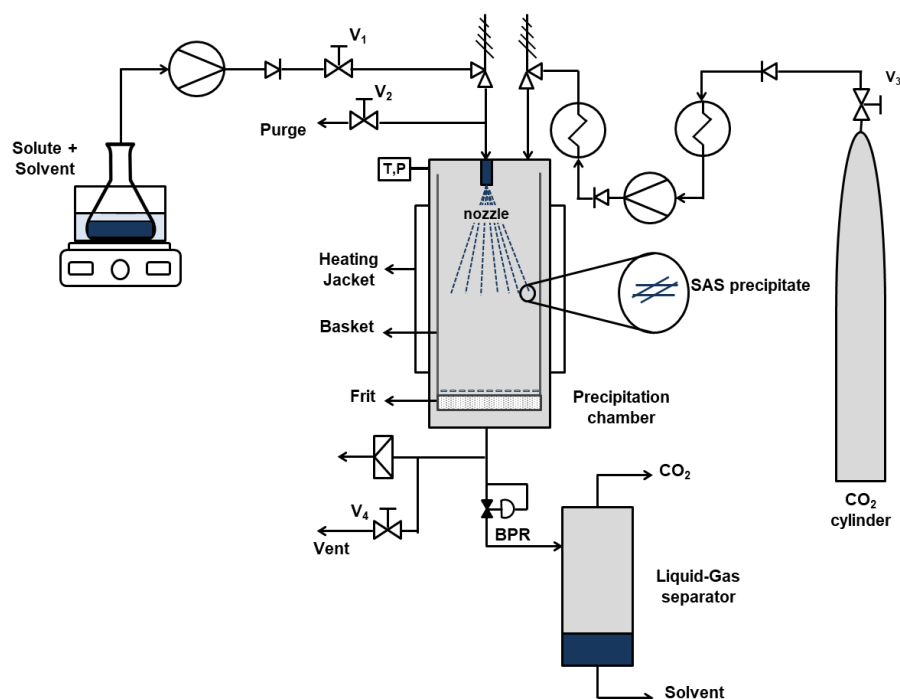 V₁
V₃
V₂
Purge
Solute +
Solvent
T,P
nozzle
Heating
Jacket
SAS precipitate
Basket
Frit
Precipitation
chamber
CO₂
CO₂
cylinder
V₄
Vent
BPR
Liquid-Gas
separator
Solvent